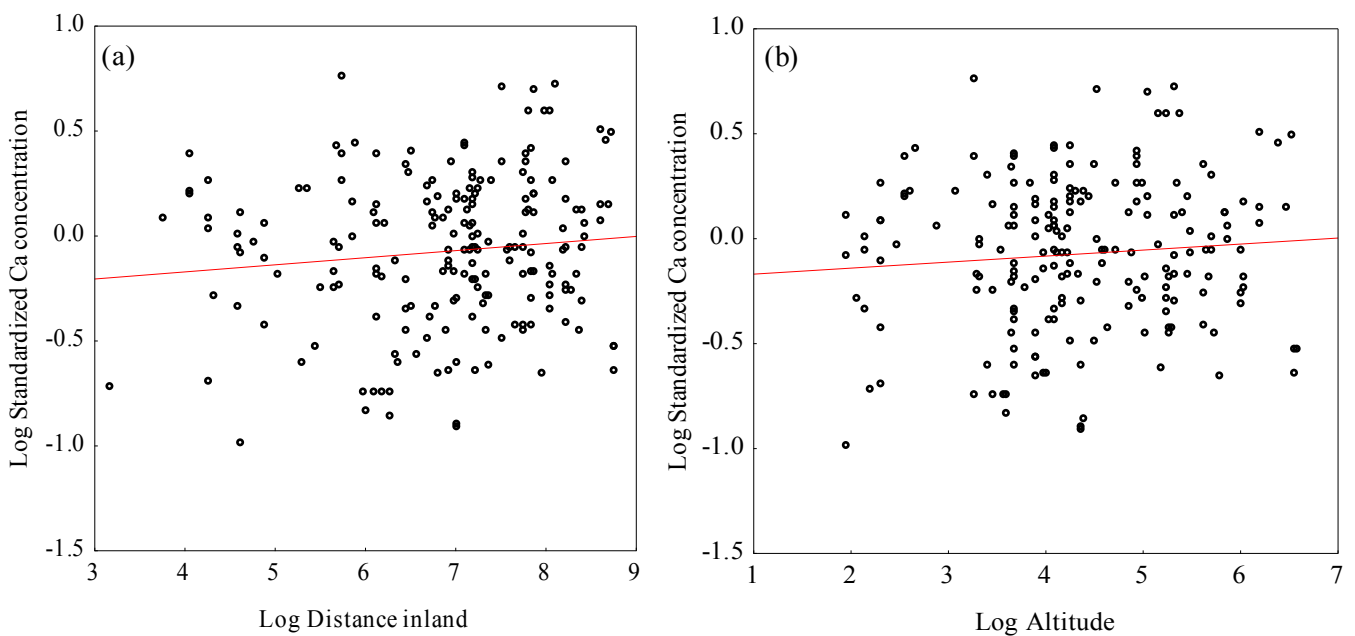 (a)
Log Standardized Ca concentration
1.0
0.5
0.0
-0.5
-1.0
-1.5
3 4 5 6 7 8 9
Log Distance inland
(b)
Log Standardized Ca concentration
1.0
0.5
0.0
-0.5
-1.0
-1.5
1 2 3 4 5 6 7
Log Altitude